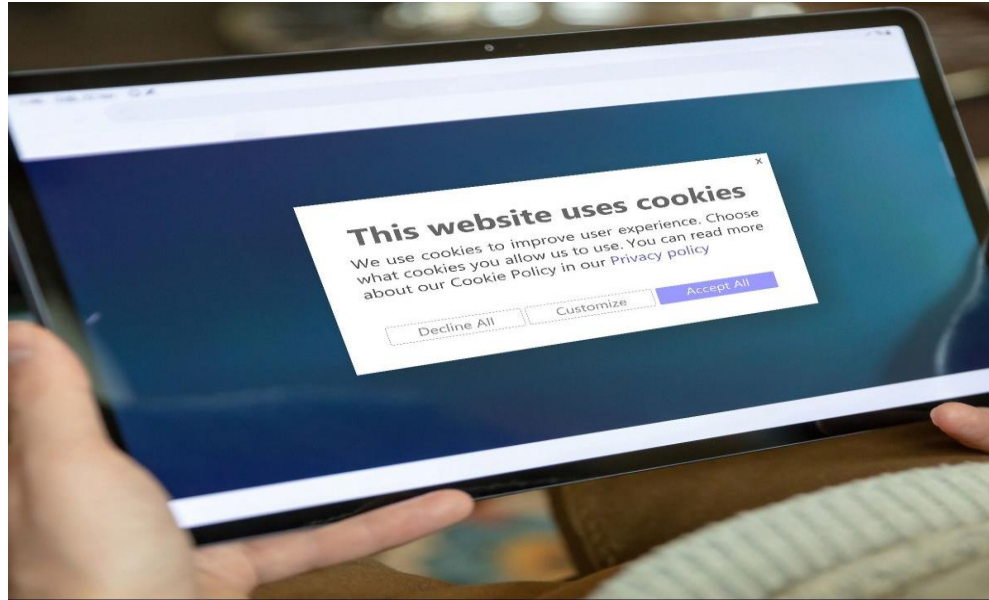 x
This website uses cookies
We use cookies to improve user experience. Choose
what cookies you allow us to use. You can read more
about our Cookie Policy in our Privacy policy
Decline All Customize Accept All